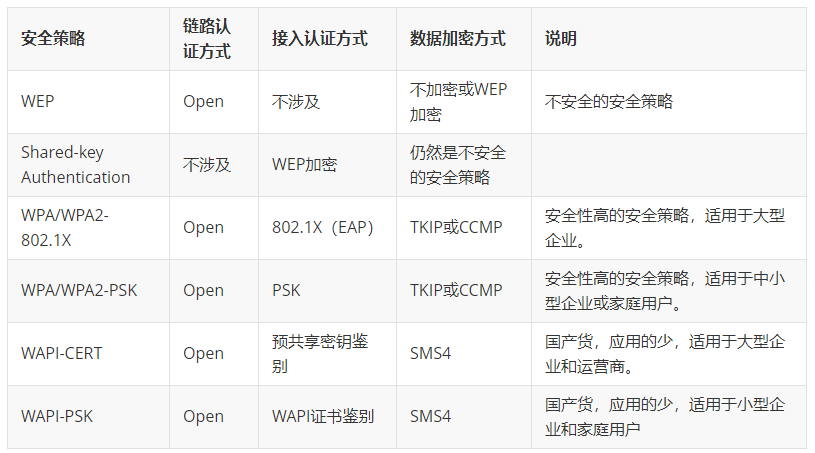 安全策略
链路认
证方式
接入认证方式
数据加密方式
说明
WEP
Open
不涉及
不加密或WEP
加密
不安全的安全策略
Shared-key
Authentication
不涉及
WEP加密
仍然是不安全
的安全策略
WPA/WPA2-
802.1X
Open
802.1X（EAP）
TKIP或CCMP
安全性高的安全策略，适用于大型
企业。
WPA/WPA2-PSK
Open
PSK
TKIP或CCMP
安全性高的安全策略，适用于中小
型企业或家庭用户。
WAPI-CERT
Open
预共享密钥鉴
别
SMS4
国产货，应用的少，适用于大型企
业和运营商。
WAPI-PSK
Open
WAPI证书鉴别
SMS4
国产货，应用的少，适用于小型企
业和家庭用户